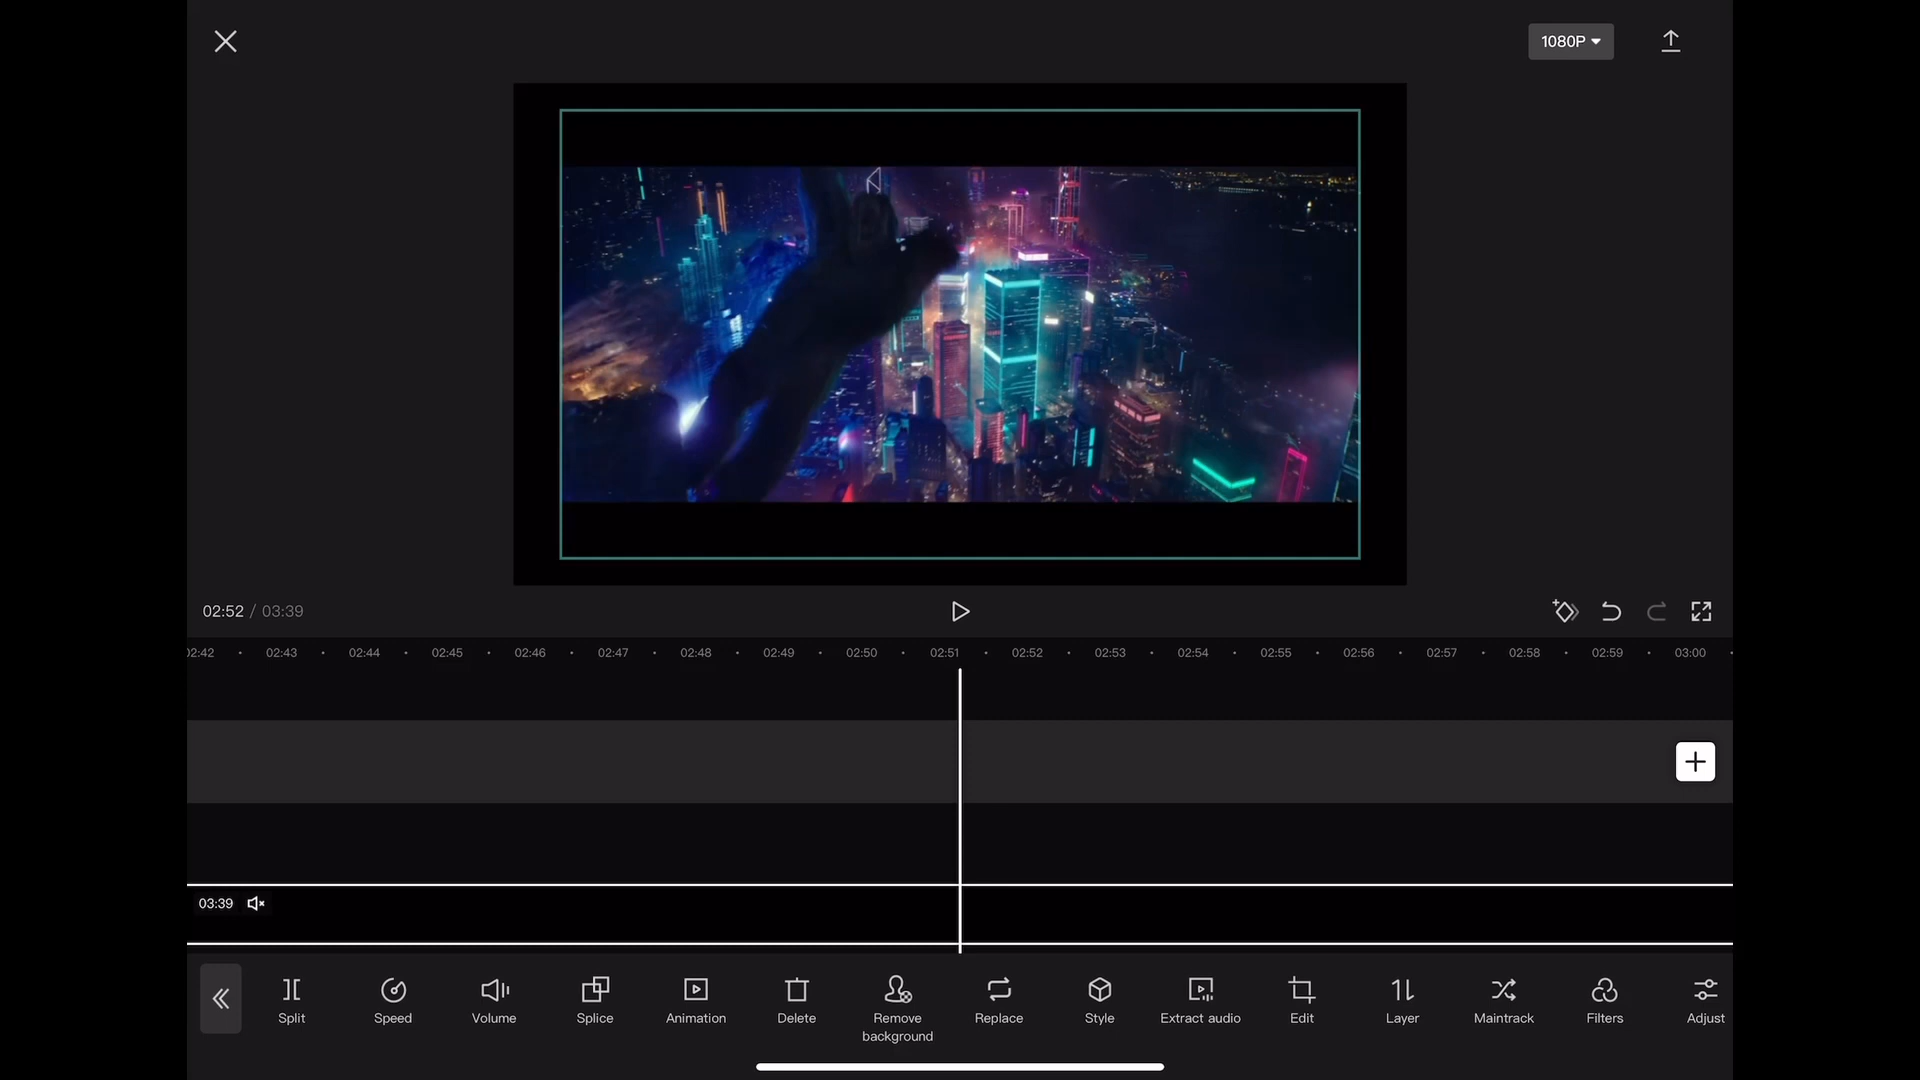 1080P
02:52 / 03:39
02:42 02:43 02:44 02:45 02:46 02:47 02:48 02:49 02:50 02:51 02:52 02:53 02:54 02:55 02:56 02:57 02:58 02:59 03:00
03:39
Split Speed Volume Splice Animation Delete Remove background Replace Style Extract audio Edit Layer Maintrack Filters Adjust